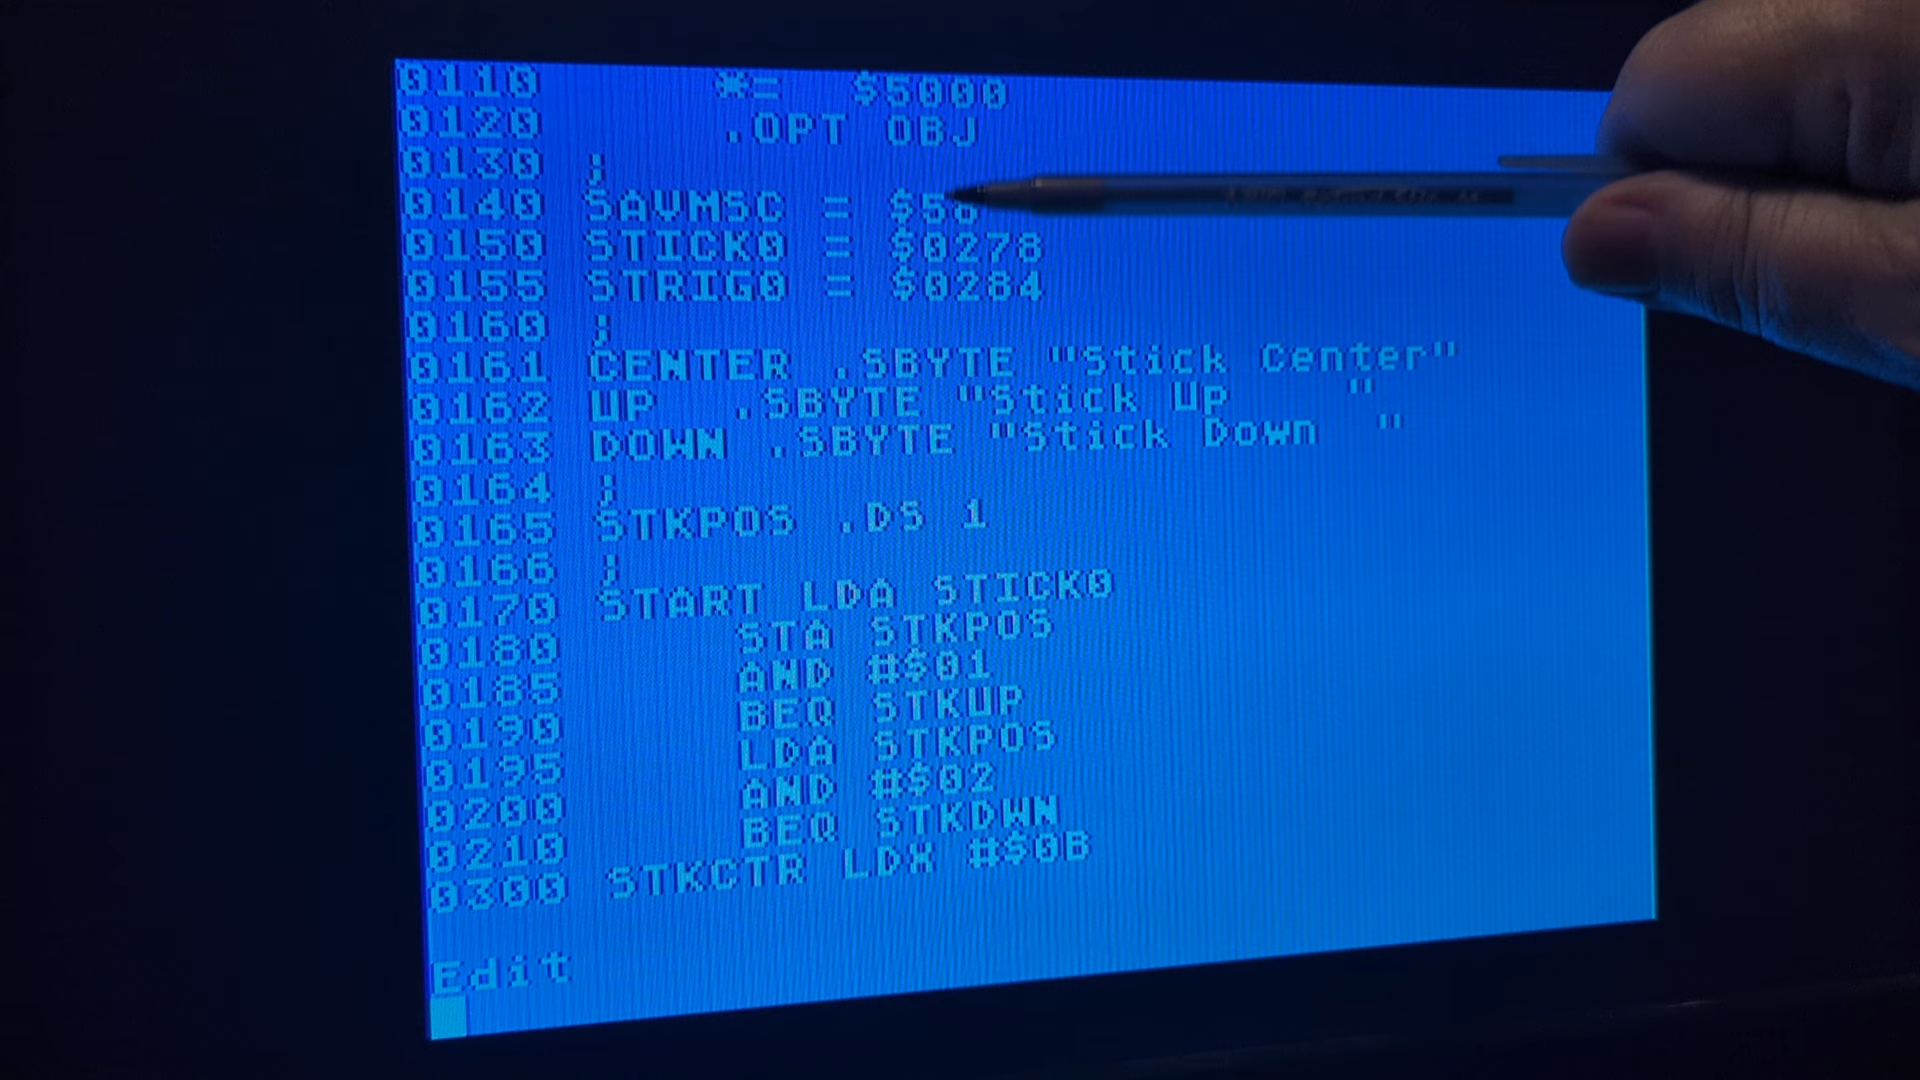 0110      *=  $5000
0120      .OPT OBJ
0130 ;
0140 SAVMSC = $58
0150 STICK0 = $0278
0155 STRIG0 = $0284
0160 ;
0161 CENTER .SBYTE "Stick Center"
0162 UP  .SBYTE "Stick Up    "
0163 DOWN .SBYTE "Stick Down  "
0164 ;
0165 STKPOS .DS 1
0166 ;
0170 START LDA STICK0
0180      STA STKPOS
0185      AND #$01
0190      BEQ STKUP
0195      LDA STKPOS
0200      AND #$02
0210      BEQ STKDWN
0300 STKCTR LDX #$0B
Edit